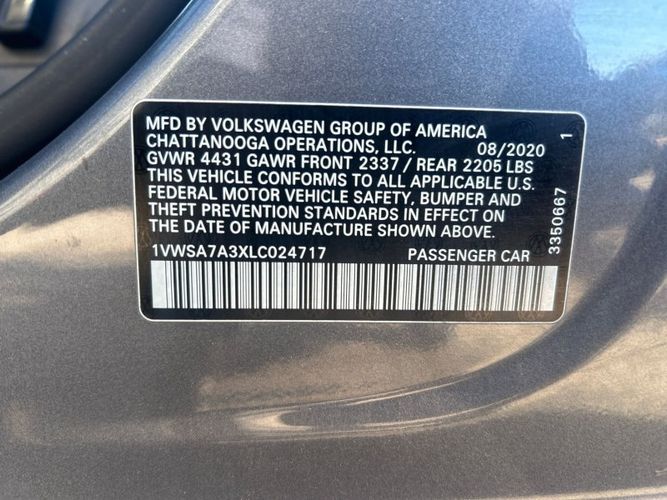 MFD BY VOLKSWAGEN GROUP OF AMERICA
CHATTANOOGA OPERATIONS, LLC. 08/2020
GVWR 4431 GAWR FRONT 2337 / REAR 2205 LBS
THIS VEHICLE CONFORMS TO ALL APPLICABLE U.S.
FEDERAL MOTOR VEHICLE SAFETY, BUMPER AND
THEFT PREVENTION STANDARDS IN EFFECT ON
THE DATE OF MANUFACTURE SHOWN ABOVE.
1VWSA7A3XLC024717 PASSENGER CAR
3350667 1